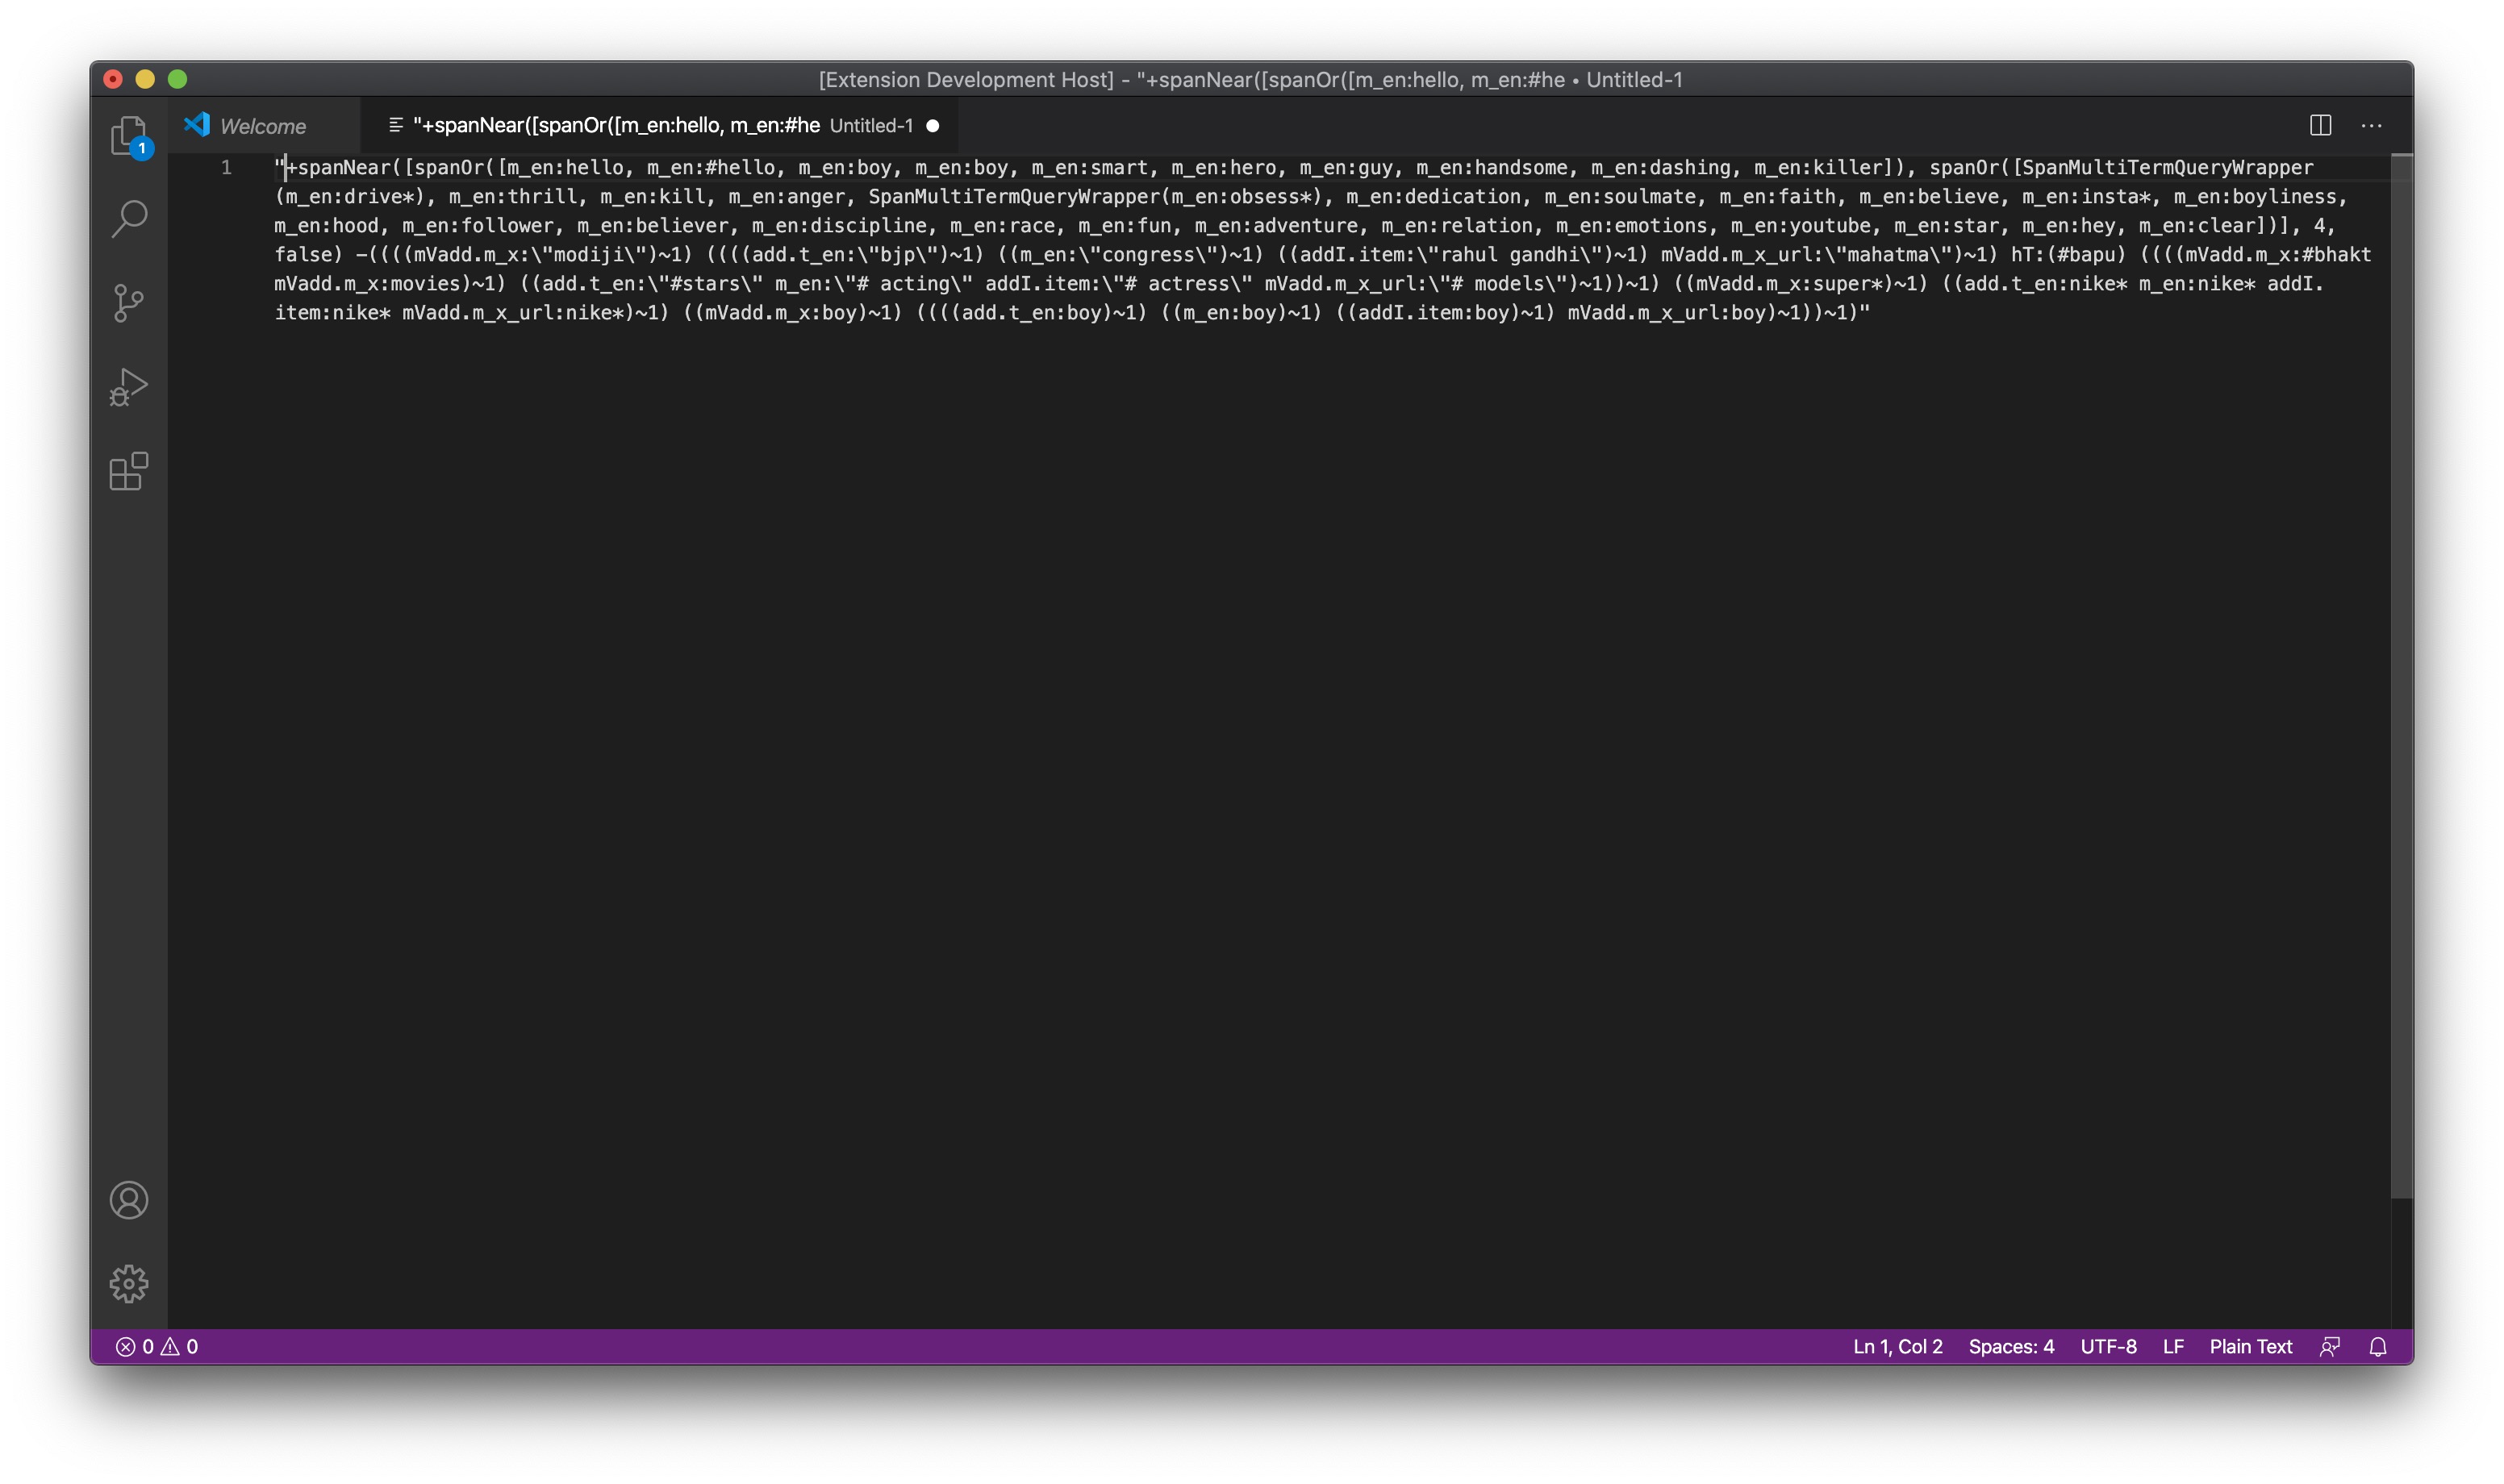 [Extension Development Host] - "+spanNear([spanOr([m_en:hello, m_en:#he • Untitled-1
Welcome
"+spanNear([spanOr([m_en:hello, m_en:#he Untitled-1
1
1
"+spanNear([spanOr([m_en:hello, m_en:#hello, m_en:boy, m_en:boy, m_en:smart, m_en:hero, m_en:guy, m_en:handsome, m_en:dashing, m_en:killer]), spanOr([SpanMultiTermQueryWrapper
(m_en:drive*), m_en:thrill, m_en:kill, m_en:anger, SpanMultiTermQueryWrapper(m_en:obsess*), m_en:dedication, m_en:soulmate, m_en:faith, m_en:believe, m_en:insta*, m_en:boyliness,
m_en:hood, m_en:follower, m_en:believer, m_en:discipline, m_en:race, m_en:fun, m_en:adventure, m_en:relation, m_en:emotions, m_en:youtube, m_en:star, m_en:hey, m_en:clear])], 4,
false) -((((mVadd.m_x:\"modiji\")~1) ((((add.t_en:\"bjp\")~1) ((m_en:\"congress\")~1) ((addI.item:\"rahul gandhi\")~1) mVadd.m_x_url:\"mahatma\")~1) hT:(#bapu) ((((mVadd.m_x:#bhakt
mVadd.m_x:movies)~1) ((add.t_en:\"#stars\" m_en:\"# acting\" addI.item:\"# actress\" mVadd.m_x_url:\"# models\")~1))~1) ((mVadd.m_x:super*)~1) ((add.t_en:nike* m_en:nike* addI.
item:nike* mVadd.m_x_url:nike*)~1) ((mVadd.m_x:boy)~1) ((((add.t_en:boy)~1) ((m_en:boy)~1) ((addI.item:boy)~1) mVadd.m_x_url:boy)~1))~1)"
0 0
Ln 1, Col 2 Spaces: 4 UTF-8 LF Plain Text